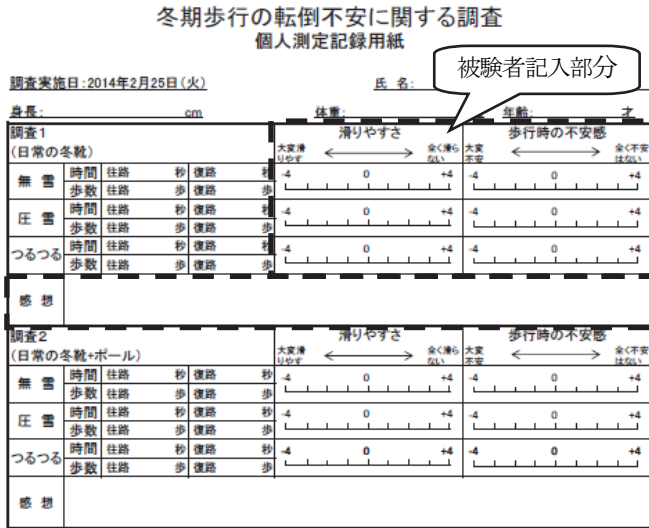 冬期歩行の転倒不安に関する調査
個人測定記録用紙
被験者記入部分
調査実施日:2014年2月25日(火) 氏 名:
身長: cm 体重: 年齢: 才
調査1 滑りやすさ 歩行時の不安感
(日常の冬靴) 大変滑りやす 全く滑らない 大変不安 全く不安はない
無 雪 時間 往路 秒 復路 秒 -4 0 +4 -4 0 +4
歩数 往路 歩 復路 歩
圧 雪 時間 往路 秒 復路 秒 -4 0 +4 -4 0 +4
歩数 往路 歩 復路 歩
つるつる 時間 往路 秒 復路 秒 -4 0 +4 -4 0 +4
歩数 往路 歩 復路 歩
感 想
調査2 滑りやすさ 歩行時の不安感
(日常の冬靴+ポール) 大変滑りやす 全く滑らない 大変不安 全く不安はない
無 雪 時間 往路 秒 復路 秒 -4 0 +4 -4 0 +4
歩数 往路 歩 復路 歩
圧 雪 時間 往路 秒 復路 秒 -4 0 +4 -4 0 +4
歩数 往路 歩 復路 歩
つるつる 時間 往路 秒 復路 秒 -4 0 +4 -4 0 +4
歩数 往路 歩 復路 歩
感 想